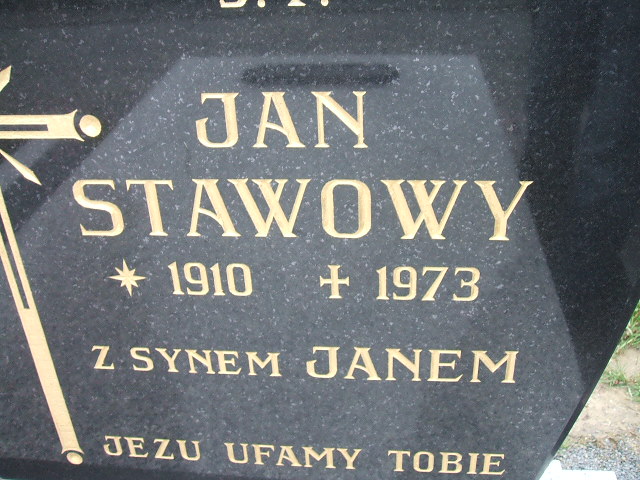 JAN
STAWOWY
* 1910 + 1973
Z SYNEM JANEM
JEZU UFAMY TOBIE